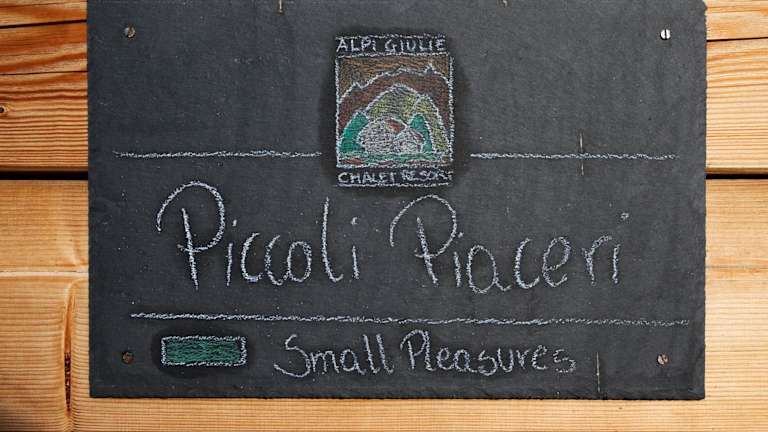 ALPI GIULIE
CHALET RESORT
Piccoli Piaceri
Small Pleasures